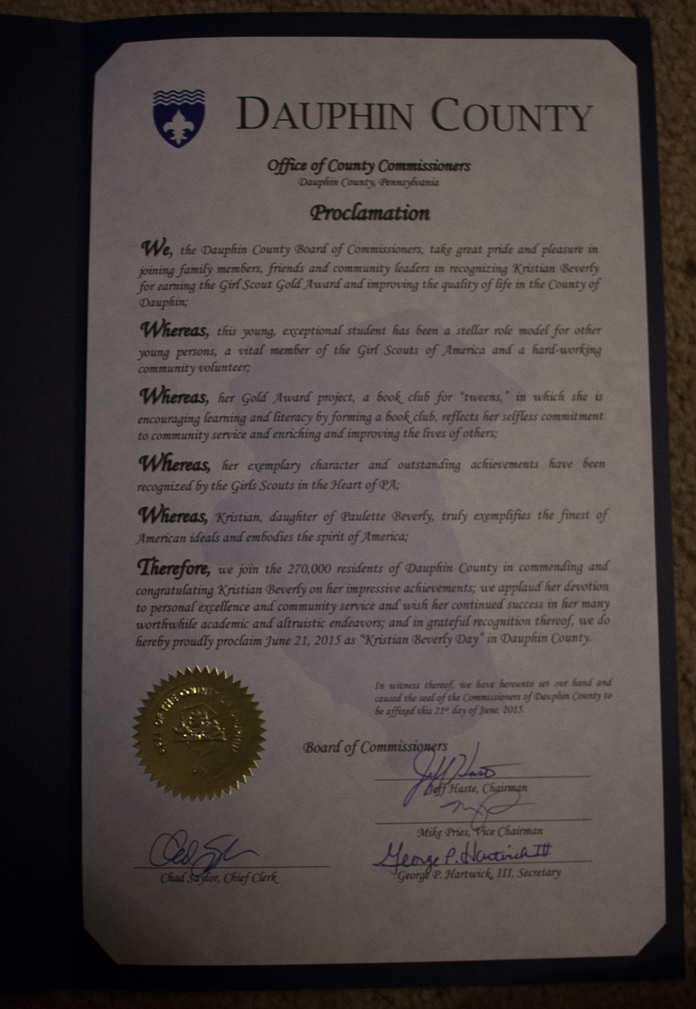 DAUPHIN COUNTY
Office of County Commissioners
Dauphin County, Pennsylvania
Proclamation
We, the Dauphin County Board of Commissioners, take great pride and pleasure in
joining family members, friends and community leaders in recognizing Kristian Beverly
for earning the Girl Scout Gold Award and improving the quality of life in the County of
Dauphin;
Whereas, this young, exceptional student has been a stellar role model for other
young persons, a vital member of the Girl Scouts of America and a hard-working
community volunteer;
Whereas, her Gold Award project, a book club for "tweens," in which she is
encouraging learning and literacy by forming a book club, reflects her selfless commitment
to community service and enriching and improving the lives of others;
Whereas, her exemplary character and outstanding achievements have been
recognized by the Girls Scouts in the Heart of PA;
Whereas, Kristian, daughter of Paulette Beverly, truly exemplifies the finest of
American ideals and embodies the spirit of America;
Therefore, we join the 270,000 residents of Dauphin County in commending and
congratulating Kristian Beverly on her impressive achievements; we applaud her devotion
to personal excellence and community service and wish her continued success in her many
worthwhile academic and altruistic endeavors; and in grateful recognition thereof, we do
hereby proudly proclaim June 21, 2015 as "Kristian Beverly Day" in Dauphin County.
In witness thereof, we have hereunto set our hand and
caused the seal of the Commissioners of Dauphin County to
be affixed this 21st day of June, 2015.
Board of Commissioners
Jeff Haste
Jeff Haste, Chairman
Mike Pries, Vice Chairman
George P. Hartwick III
George P. Hartwick, III, Secretary
Chad Saylor, Chief Clerk